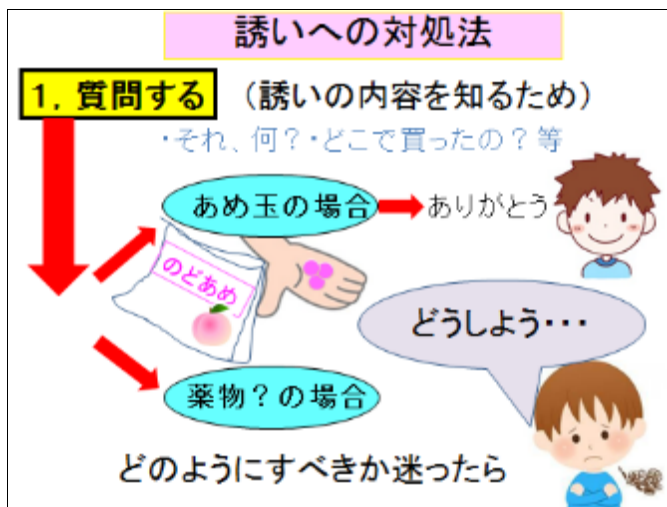 誘いへの対処法
1, 質問する （誘いの内容を知るため）
・それ、何？・どこで買ったの？等
あめ玉の場合 ありがとう
のどあめ
どうしよう・・・
薬物？の場合
どのようにすべきか迷ったら